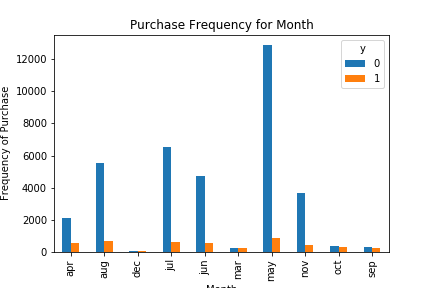 Purchase Frequency for Month
y
0
1
Frequency of Purchase
12000
10000
8000
6000
4000
2000
0
apr
aug
dec
jul
jun
mar
may
nov
oct
sep
Month